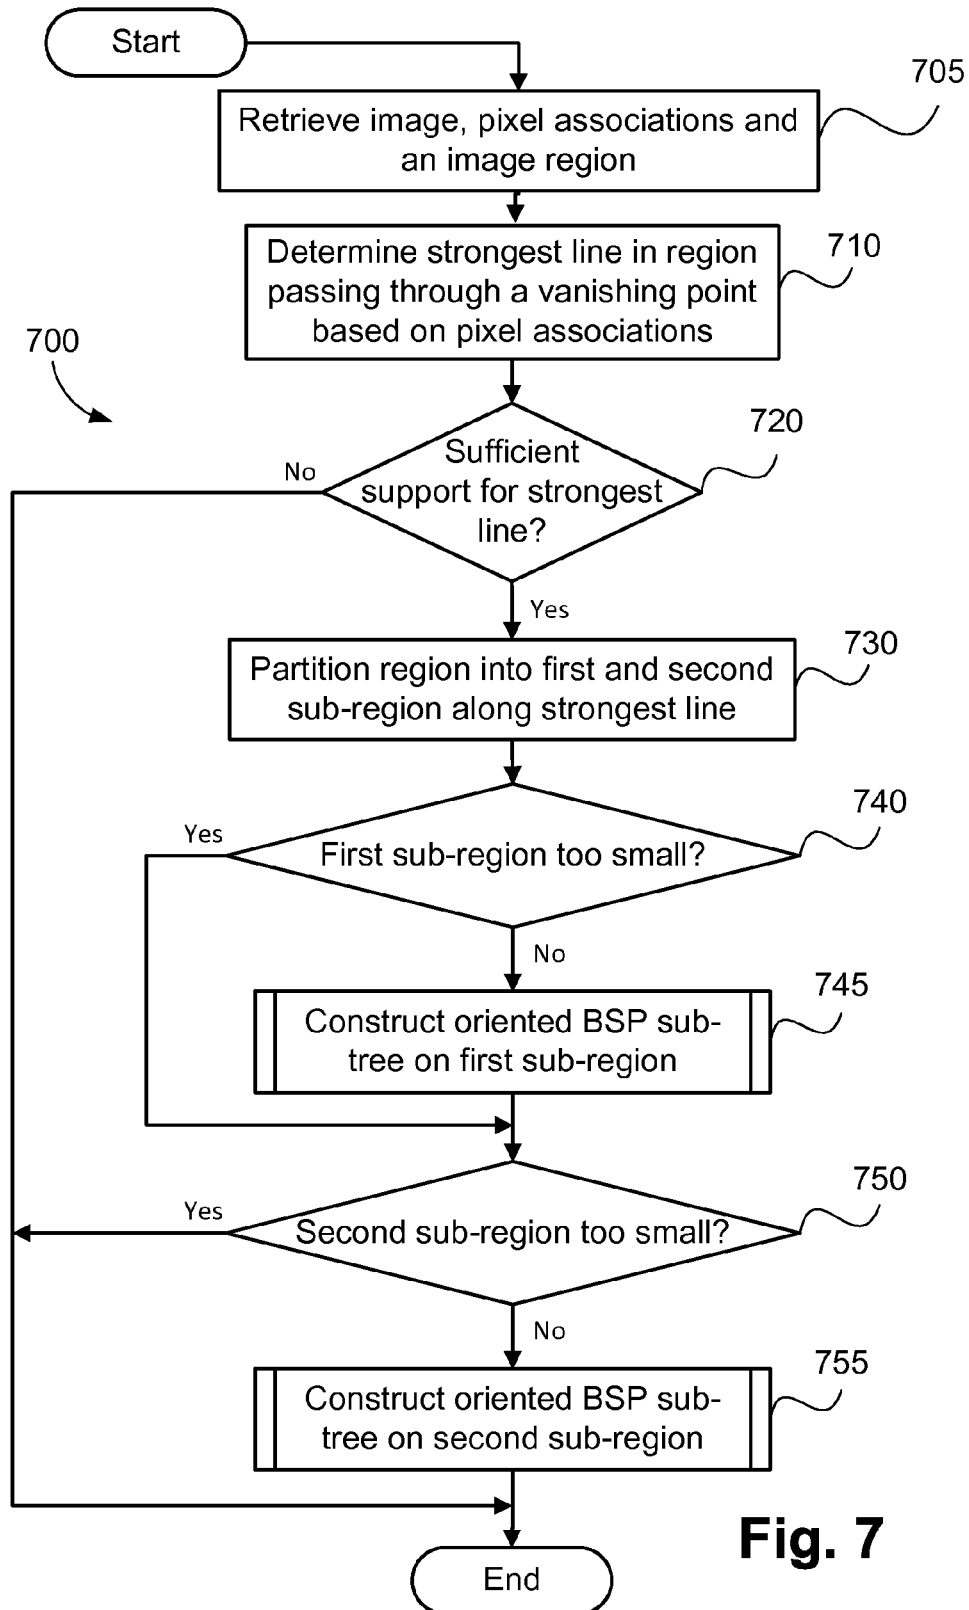 Start
705
Retrieve image, pixel associations and
an image region
710
Determine strongest line in region
passing through a vanishing point
based on pixel associations
700
720
Sufficient
support for strongest
line?
No
Yes
730
Partition region into first and second
sub-region along strongest line
740
Yes
First sub-region too small?
No
745
Construct oriented BSP sub-
tree on first sub-region
750
Yes
Second sub-region too small?
No
755
Construct oriented BSP sub-
tree on second sub-region
Fig. 7
End